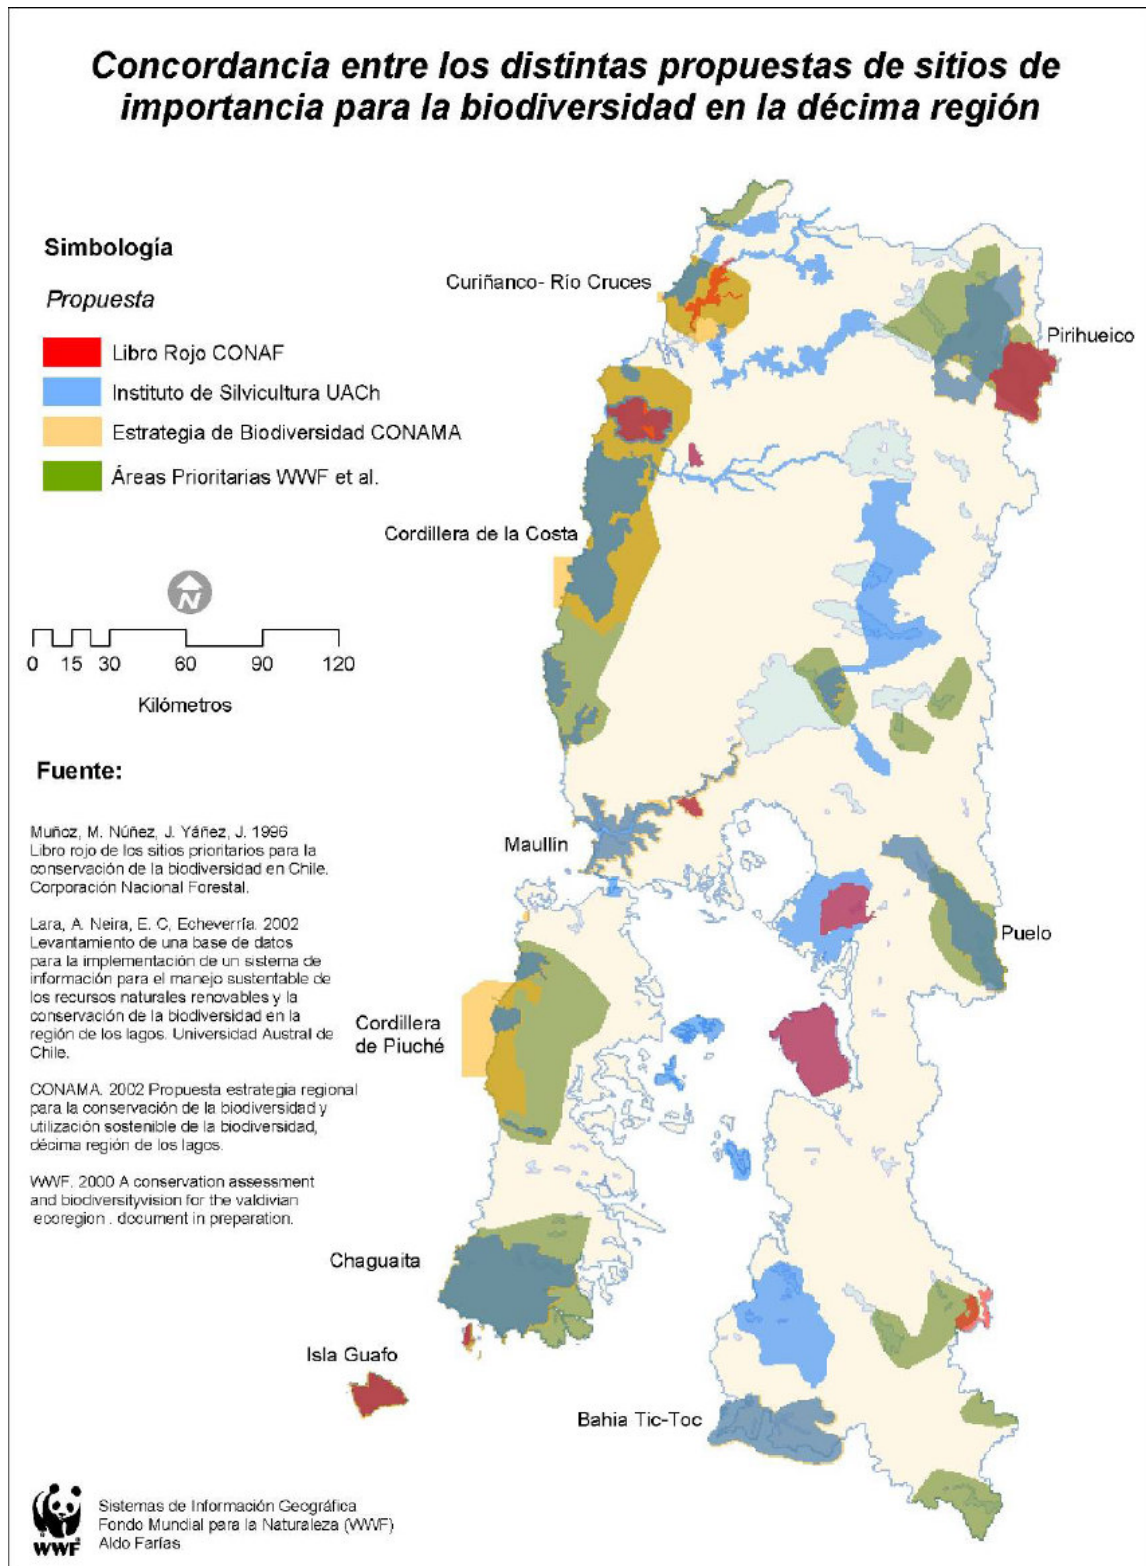 Concordancia entre los distintas propuestas de sitios de
importancia para la biodiversidad en la décima región
Simbología
Propuesta
Libro Rojo CONAF
Instituto de Silvicultura UACh
Estrategia de Biodiversidad CONAMA
Áreas Prioritarias WWF et al.
N
0 15 30 60 90 120
Kilómetros
Curiñanco- Río Cruces
Pirihueico
Cordillera de la Costa
Maullín
Puelo
Cordillera
de Piuché
Chaguaita
Isla Guafo
Bahia Tic-Toc
Fuente:
Muñoz, M. Núñez, J. Yáñez, J. 1996
Libro rojo de los sitios prioritarios para la
conservación de la biodiversidad en Chile.
Corporación Nacional Forestal.
Lara, A. Neira, E. C, Echeverría. 2002
Levantamiento de una base de datos
para la implementación de un sistema de
información para el manejo sustentable de
los recursos naturales renovables y la
conservación de la biodiversidad en la
región de los lagos. Universidad Austral de
Chile.
CONAMA. 2002 Propuesta estrategia regional
para la conservación de la biodiversidad y
utilización sostenible de la biodiversidad,
décima región de los lagos.
WWF. 2000 A conservation assessment
and biodiversityvision for the valdivian
ecoregion . document in preparation.
WWF
Sistemas de Información Geográfica
Fondo Mundial para la Naturaleza (WWF)
Aldo Farías